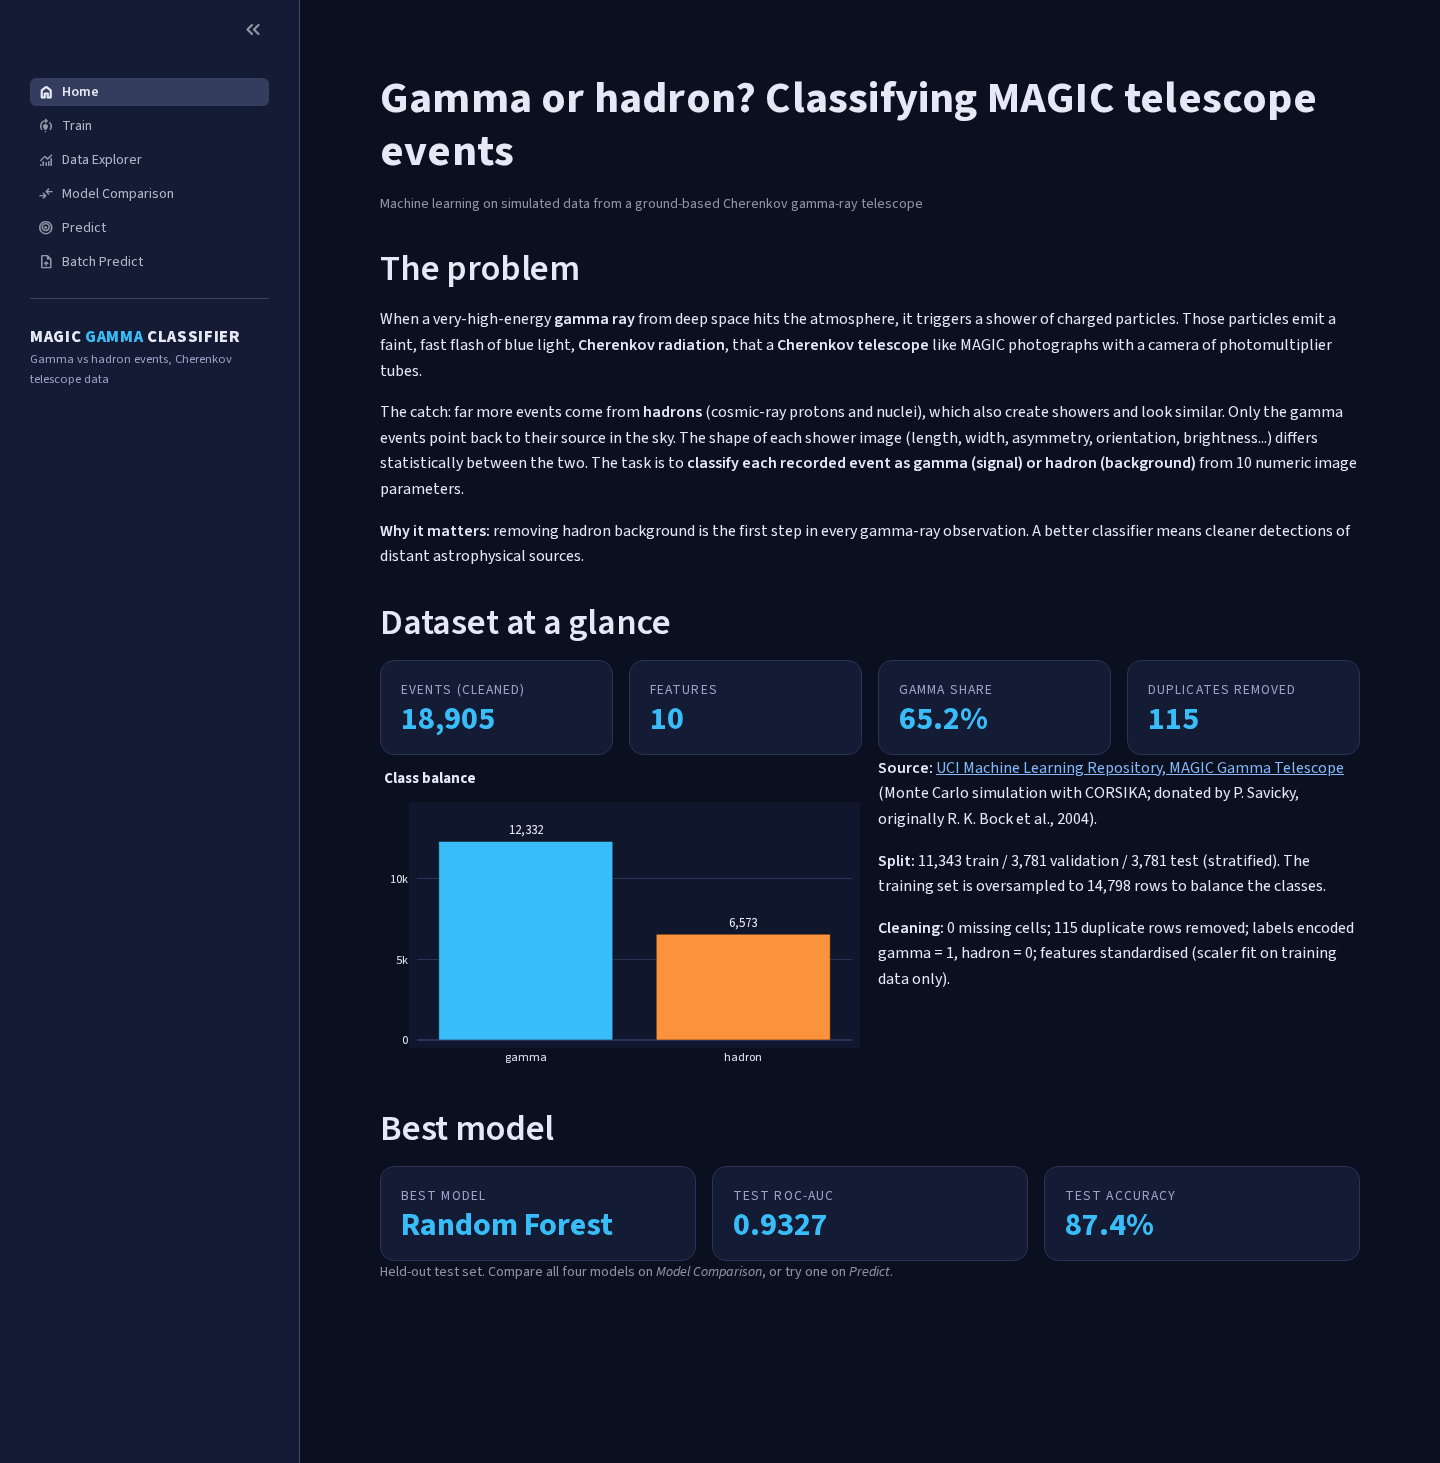 Home
Train
Data Explorer
Model Comparison
Predict
Batch Predict
MAGIC GAMMA CLASSIFIER
Gamma vs hadron events, Cherenkov
telescope data
Gamma or hadron? Classifying MAGIC telescope
events
Machine learning on simulated data from a ground-based Cherenkov gamma-ray telescope
The problem
When a very-high-energy gamma ray from deep space hits the atmosphere, it triggers a shower of charged particles. Those particles emit a
faint, fast flash of blue light, Cherenkov radiation, that a Cherenkov telescope like MAGIC photographs with a camera of photomultiplier
tubes.
The catch: far more events come from hadrons (cosmic-ray protons and nuclei), which also create showers and look similar. Only the gamma
events point back to their source in the sky. The shape of each shower image (length, width, asymmetry, orientation, brightness...) differs
statistically between the two. The task is to classify each recorded event as gamma (signal) or hadron (background) from 10 numeric image
parameters.
Why it matters: removing hadron background is the first step in every gamma-ray observation. A better classifier means cleaner detections of
distant astrophysical sources.
Dataset at a glance
EVENTS (CLEANED)
18,905
FEATURES
10
GAMMA SHARE
65.2%
DUPLICATES REMOVED
115
Class balance
12,332
10k
6,573
5k
0
gamma
hadron
Source: UCI Machine Learning Repository, MAGIC Gamma Telescope
(Monte Carlo simulation with CORSIKA; donated by P. Savicky,
originally R. K. Bock et al., 2004).
Split: 11,343 train / 3,781 validation / 3,781 test (stratified). The
training set is oversampled to 14,798 rows to balance the classes.
Cleaning: 0 missing cells; 115 duplicate rows removed; labels encoded
gamma = 1, hadron = 0; features standardised (scaler fit on training
data only).
Best model
BEST MODEL
Random Forest
TEST ROC-AUC
0.9327
TEST ACCURACY
87.4%
Held-out test set. Compare all four models on Model Comparison, or try one on Predict.